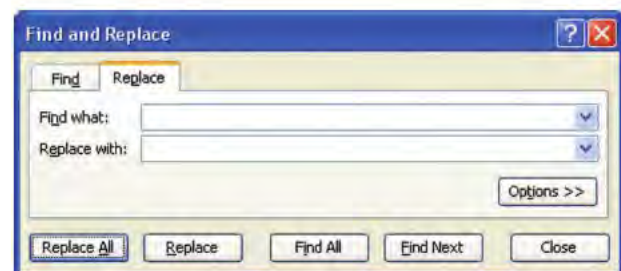 Find and Replace
Find Replace
Find what:
Replace with:
Options >>
Replace All Replace Find All Find Next Close